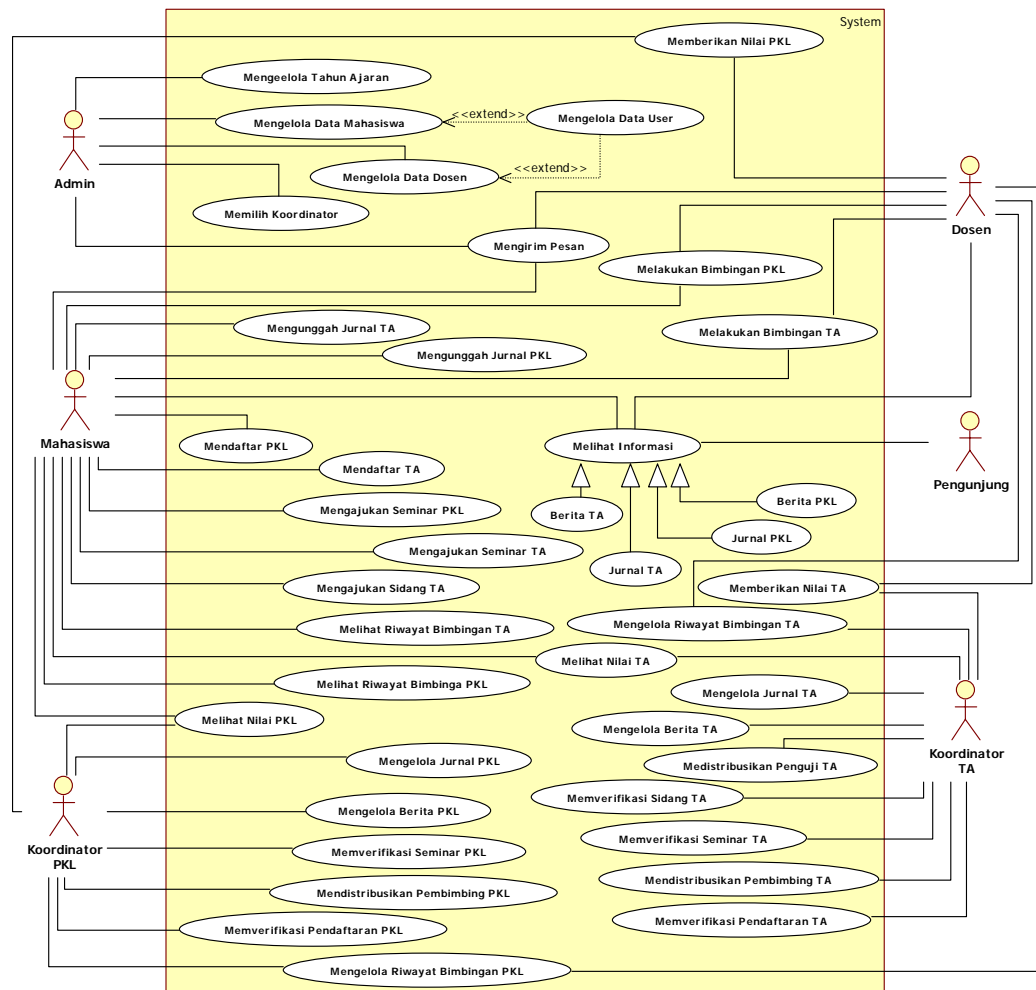 System
Memberikan Nilai PKL
Mengeelola Tahun Ajaran
<<extend>>
Mengelola Data Mahasiswa
Mengelola Data User
<<extend>>
Mengelola Data Dosen
Admin
Memilih Koordinator
Dosen
Mengirim Pesan
Melakukan Bimbingan PKL
Mengunggah Jurnal TA
Melakukan Bimbingan TA
Mengunggah Jurnal PKL
Mahasiswa
Mendaftar PKL
Melihat Informasi
Mendaftar TA
Pengunjung
Berita PKL
Mengajukan Seminar PKL
Berita TA
Jurnal PKL
Mengajukan Seminar TA
Jurnal TA
Mengajukan Sidang TA
Memberikan Nilai TA
Melihat Riwayat Bimbingan TA
Mengelola Riwayat Bimbingan TA
Melihat Nilai TA
Melihat Riwayat Bimbinga PKL
Mengelola Jurnal TA
Melihat Nilai PKL
Mengelola Berita TA
Koordinator
TA
Mengelola Jurnal PKL
Medistribusikan Penguji TA
Memverifikasi Sidang TA
Mengelola Berita PKL
Memverifikasi Seminar TA
Koordinator
PKL
Memverifikasi Seminar PKL
Mendistribusikan Pembimbing TA
Mendistribusikan Pembimbing PKL
Memverifikasi Pendaftaran TA
Memverifikasi Pendaftaran PKL
Mengelola Riwayat Bimbingan PKL